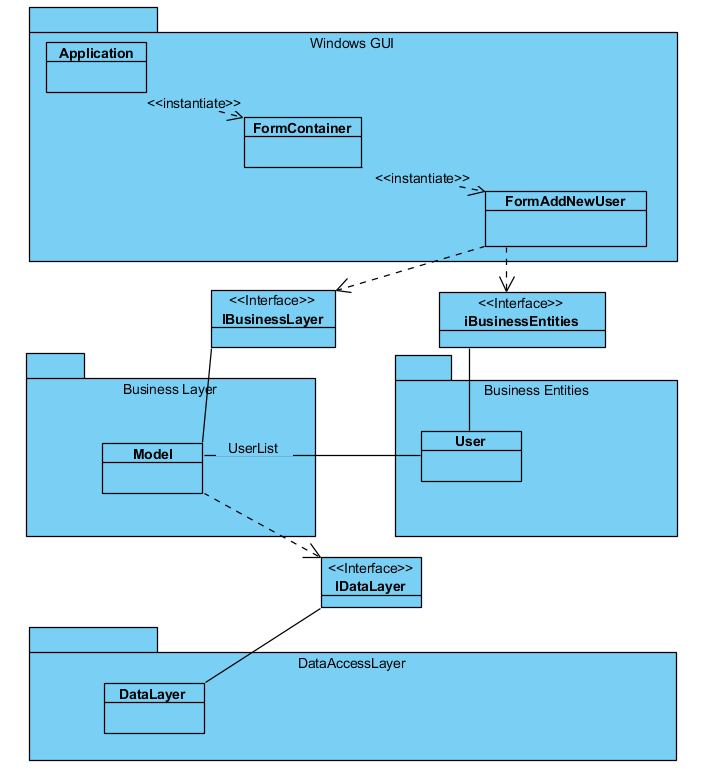 Windows GUI
Application
<<instantiate>>
FormContainer
<<instantiate>>
FormAddNewUser
<<Interface>>
IBusinessLayer
<<Interface>>
iBusinessEntities
Business Layer
Business Entities
Model
UserList
User
<<Interface>>
IDataLayer
DataAccessLayer
DataLayer